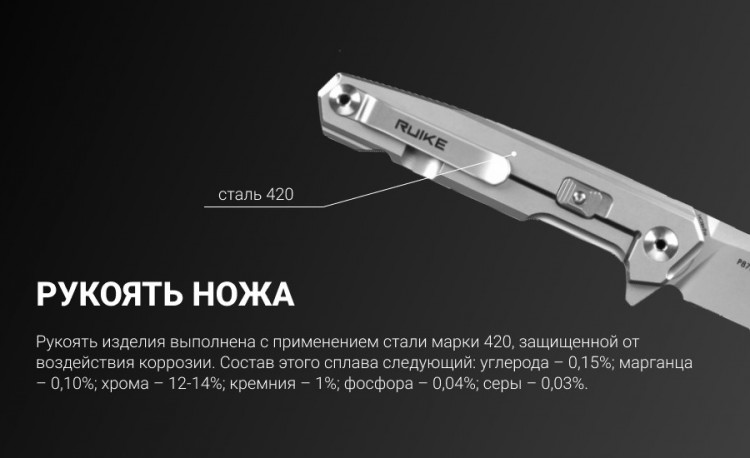 RUIKE
сталь 420
P87
РУКОЯТЬ НОЖА
Рукоять изделия выполнена с применением стали марки 420, защищенной от
воздействия коррозии. Состав этого сплава следующий: углерода – 0,15%; марганца
– 0,10%; хрома – 12-14%; кремния – 1%; фосфора – 0,04%; серы – 0,03%.